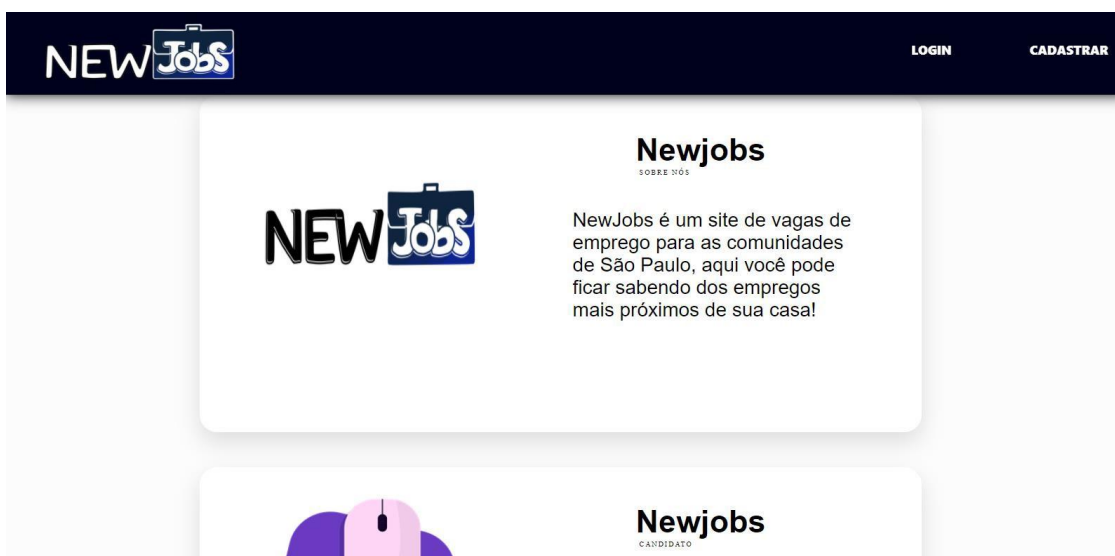 NEW JobS
LOGIN
CADASTRAR
Newjobs
SOBRE NÓS
NEW JobS
NewJobs é um site de vagas de
emprego para as comunidades
de São Paulo, aqui você pode
ficar sabendo dos empregos
mais próximos de sua casa!
Newjobs
CANDIDATO